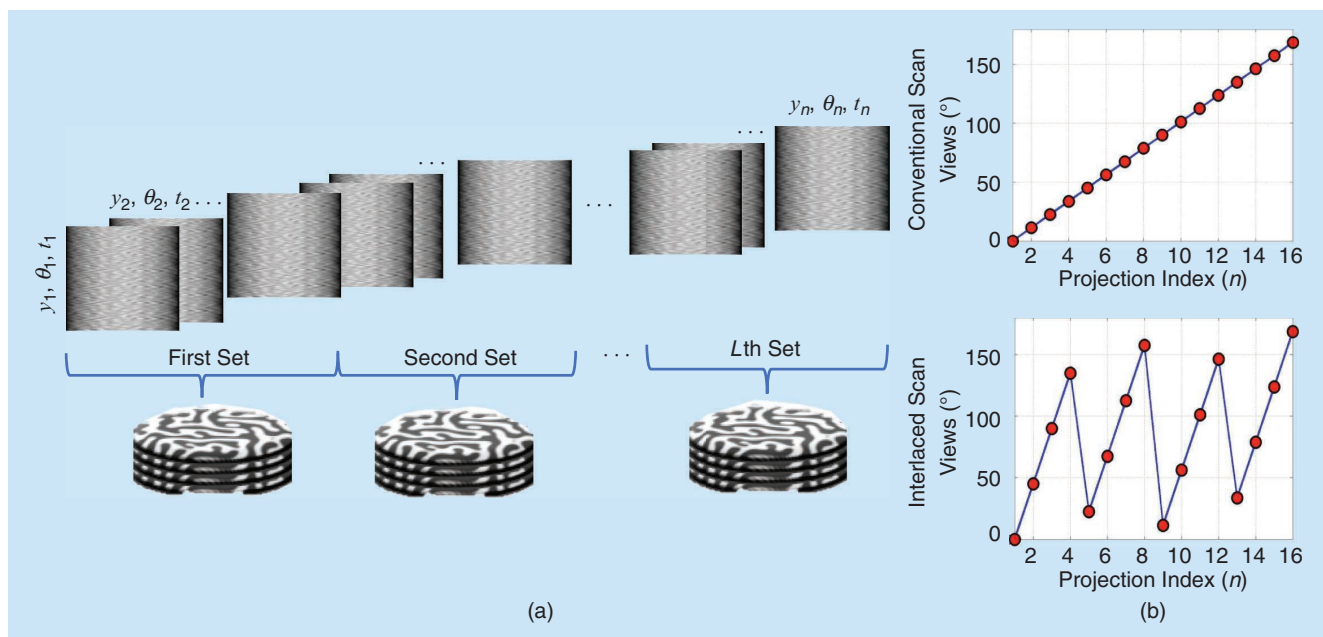 y₁, θ₁, t₁
y₂, θ₂, t₂ . . .
. . .
. . .
. . .
yₙ, θₙ, tₙ
First Set
Second Set
. . .
Lth Set
(a)
Conventional Scan
Views (°)
150
100
50
0
2 4 6 8 10 12 14 16
Projection Index (n)
Interlaced Scan
Views (°)
150
100
50
0
2 4 6 8 10 12 14 16
Projection Index (n)
(b)